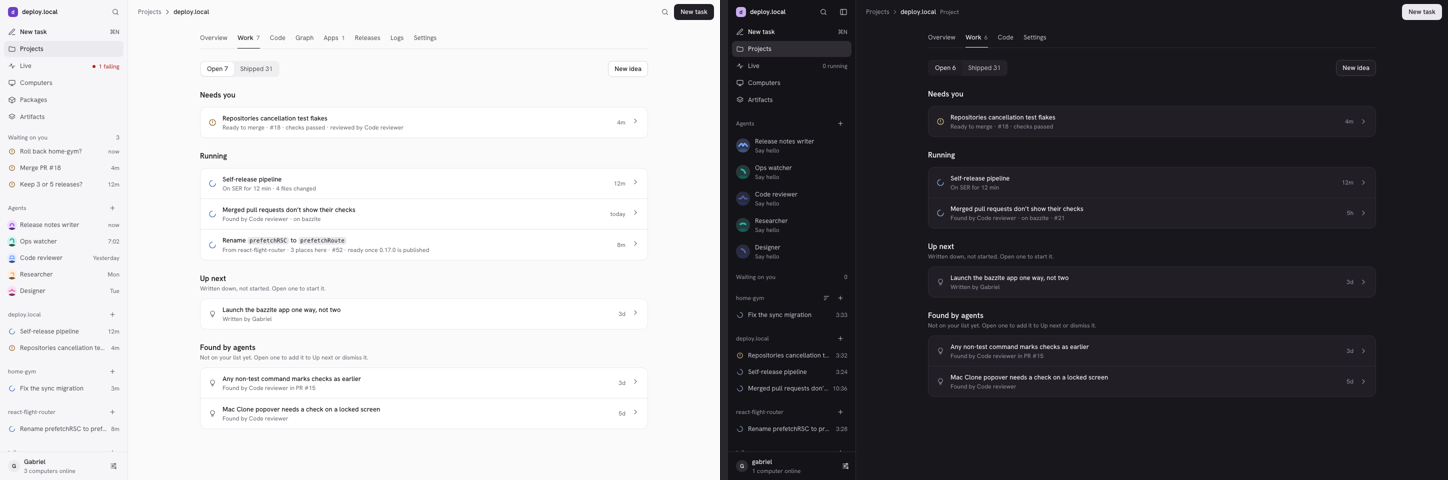 deploy.local
New task ⌘N
Projects
Live 1 failing
Computers
Packages
Artifacts
Waiting on you 3
Roll back home-gym? now
Merge PR #18 4m
Keep 3 or 5 releases? 12m
Agents
Release notes writer now
Ops watcher 7:02
Code reviewer Yesterday
Researcher Mon
Designer Tue
deploy.local
Self-release pipeline 12m
Repositories cancellation te... 4m
home-gym
Fix the sync migration 3m
react-flight-router
Rename prefetchRSC to pref... 8m
G Gabriel
3 computers online
Projects > deploy.local New task
Overview Work 7 Code Graph Apps 1 Releases Logs Settings
Open 7 Shipped 31 New idea
Needs you
Repositories cancellation test flakes
Ready to merge · #18 · checks passed · reviewed by Code reviewer 4m
Running
Self-release pipeline
On SER for 12 min · 4 files changed 12m
Merged pull requests don't show their checks
Found by Code reviewer · on bazzite today
Rename prefetchRSC to prefetchRoute
From react-flight-router · 3 places here · #52 · ready once 0.17.0 is published 8m
Up next
Written down, not started. Open one to start it.
Launch the bazzite app one way, not two
Written by Gabriel 3d
Found by agents
Not on your list yet. Open one to add it to Up next or dismiss it.
Any non-test command marks checks as earlier
Found by Code reviewer in PR #15 3d
Mac Clone popover needs a check on a locked screen
Found by Code reviewer 5d
deploy.local
New task ⌘N
Projects
Live 0 running
Computers
Artifacts
Agents
Release notes writer
Say hello
Ops watcher
Say hello
Code reviewer
Say hello
Researcher
Say hello
Designer
Say hello
Waiting on you 0
home-gym
Fix the sync migration 3:33
deploy.local
Repositories cancellation t... 3:32
Self-release pipeline 3:24
Merged pull requests don'... 10:36
react-flight-router
Rename prefetchRSC to pr... 3:28
G gabriel
1 computer online
Projects > deploy.local Project New task
Overview Work 6 Code Settings
Open 6 Shipped 31 New idea
Needs you
Repositories cancellation test flakes
Ready to merge · #18 · checks passed 4m
Running
Self-release pipeline
On SER for 12 min 12m
Merged pull requests don't show their checks
Found by Code reviewer · on bazzite · #21 5h
Up next
Written down, not started. Open one to start it.
Launch the bazzite app one way, not two
Written by Gabriel 3d
Found by agents
Not on your list yet. Open one to add it to Up next or dismiss it.
Any non-test command marks checks as earlier
Found by Code reviewer in PR #15 3d
Mac Clone popover needs a check on a locked screen
Found by Code reviewer 5d